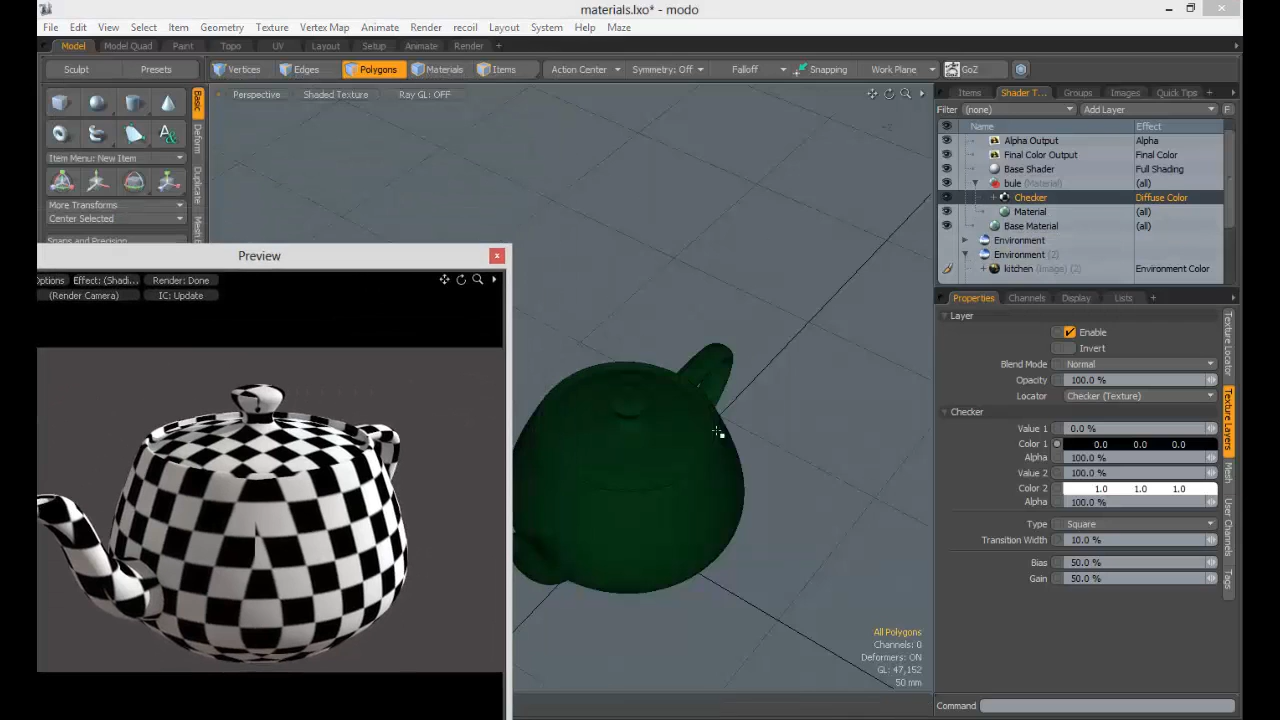 materials.lxo* - modo
File Edit View Select Item Geometry Texture Vertex Map Animate Render recoil Layout System Help Maze
Model Model Quad Paint Topo UV Layout Setup Animate Render +
Sculpt Presets Vertices Edges Polygons Materials Items Action Center Symmetry: Off Falloff Snapping Work Plane GoZ
Perspective Shaded Texture Ray GL: OFF
Items Shader T... Groups Images Quick Tips +
Filter (none) Add Layer F
Name Effect
Alpha Output Alpha
Final Color Output Final Color
Base Shader Full Shading
bule (Material) (all)
Checker Diffuse Color
Material (all)
Base Material (all)
Environment
Environment (2)
kitchen (Image) (2) Environment Color
Basic
Deform
Duplicate
Item Menu: New Item
More Transforms
Center Selected
Snaps and Precision
Preview
x
ptions Effect: (Shadi... Render: Done
(Render Camera) IC: Update
Properties Channels Display Lists +
Layer
Enable
Invert
Blend Mode Normal
Opacity 100.0 %
Locator Checker (Texture)
Checker
Value 1 0.0 %
Color 1 0.0 0.0 0.0
Alpha 100.0 %
Value 2 100.0 %
Color 2 1.0 1.0 1.0
Alpha 100.0 %
Type Square
Transition Width 10.0 %
Bias 50.0 %
Gain 50.0 %
Texture Locator
Texture Layers
Mesh
User Channels
Tags
All Polygons
Channels: 0
Deformers: ON
GL: 47,152
50 mm
Command